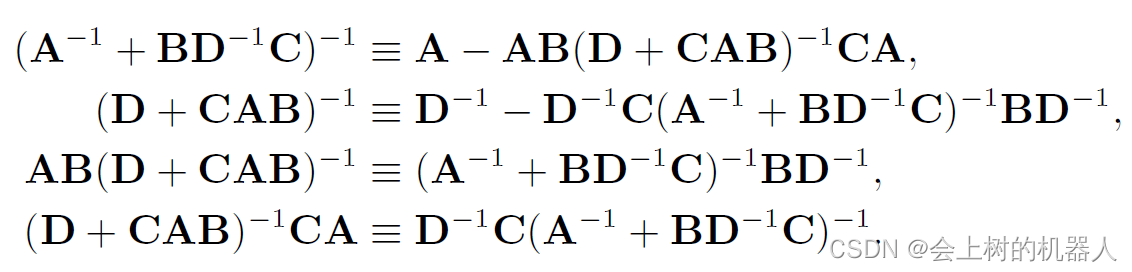 (A⁻¹ + BD⁻¹C)⁻¹ ≡ A − AB(D + CAB)⁻¹CA,
(D + CAB)⁻¹ ≡ D⁻¹ − D⁻¹C(A⁻¹ + BD⁻¹C)⁻¹BD⁻¹,
AB(D + CAB)⁻¹ ≡ (A⁻¹ + BD⁻¹C)⁻¹BD⁻¹,
(D + CAB)⁻¹CA ≡ D⁻¹C(A⁻¹ + BD⁻¹C)⁻¹.
CSDN @会上树的机器人